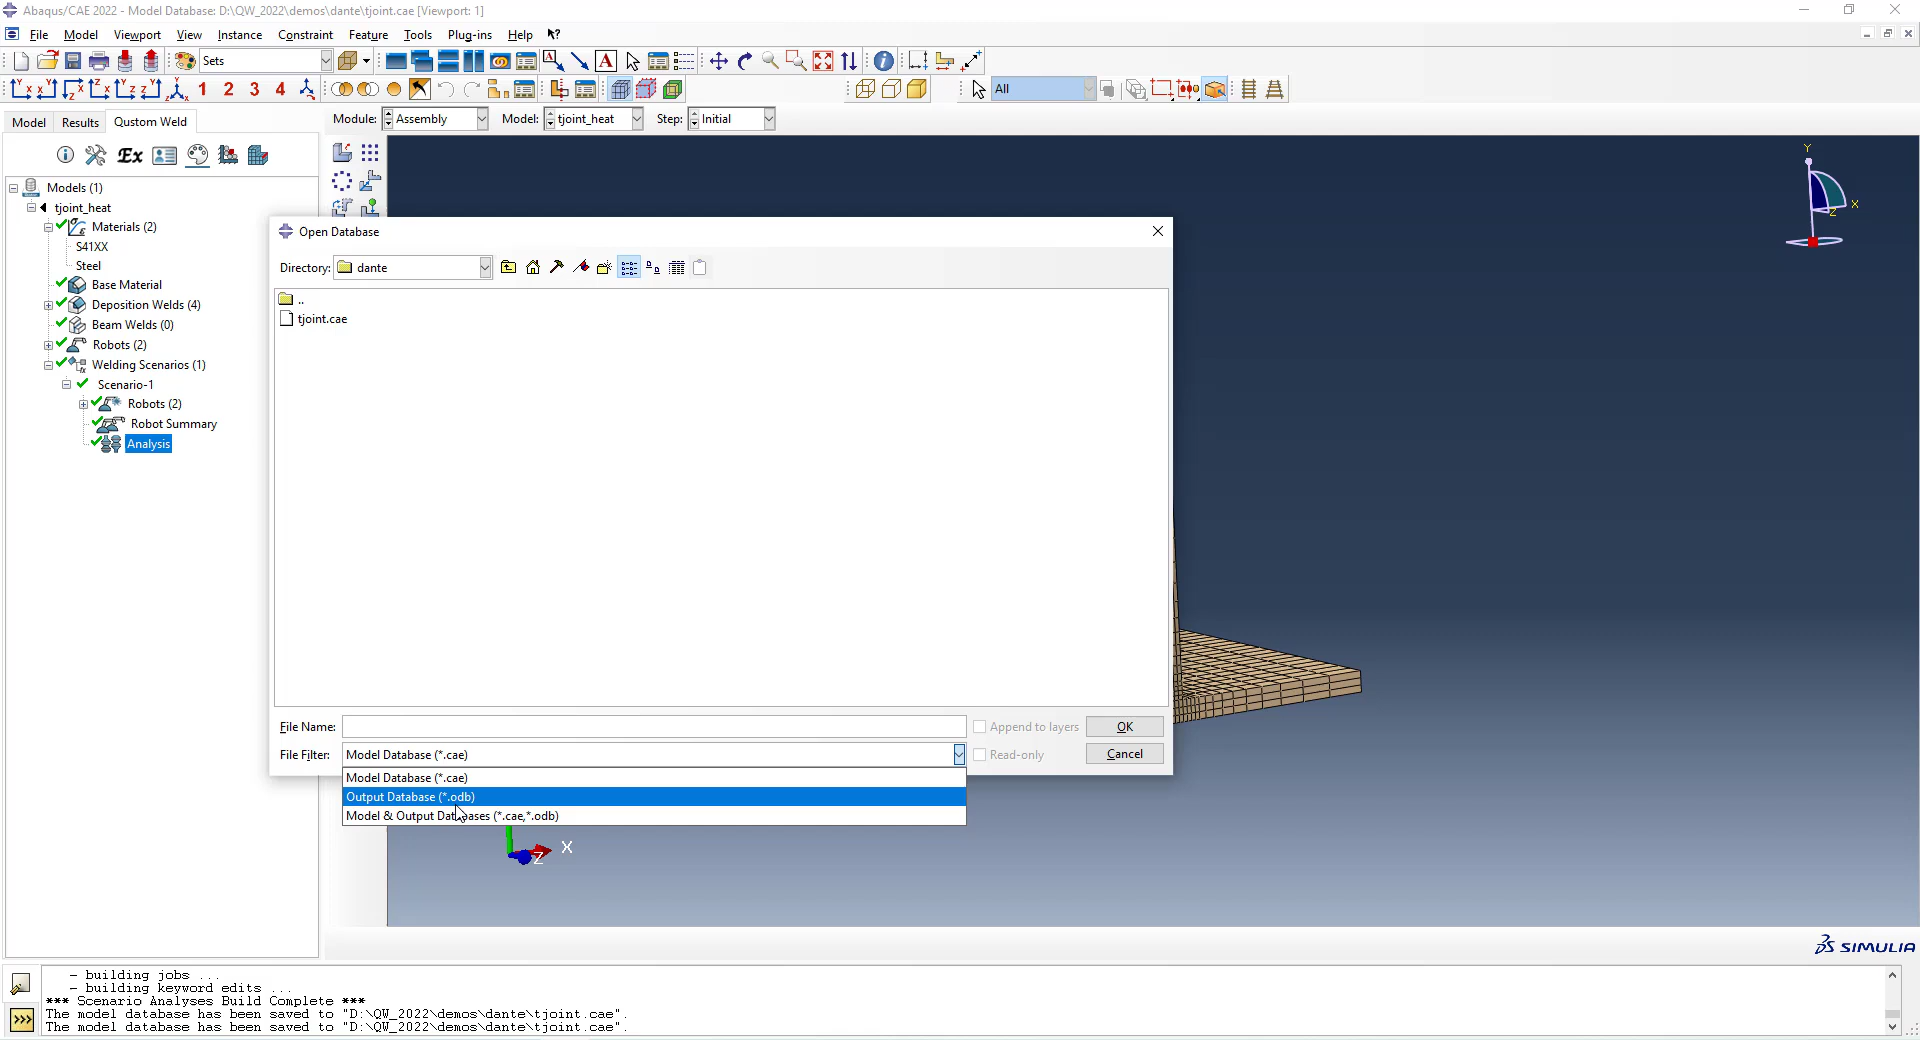 Abaqus/CAE 2022 - Model Database: D:\QW_2022\demos\dante\tjoint.cae [Viewport: 1]
File Model Viewport View Instance Constraint Feature Tools Plug-ins Help
Sets
A
1 2 3 4
All
Model Results Qustom Weld
Module: Assembly Model: tjoint_heat Step: Initial
Ex
Models (1)
tjoint_heat
Materials (2)
S41XX
Steel
Base Material
Deposition Welds (4)
Beam Welds (0)
Robots (2)
Welding Scenarios (1)
Scenario-1
Robots (2)
Robot Summary
Analysis
Open Database
Directory: dante
..
tjoint.cae
File Name:
Append to layers OK
File Filter: Model Database (*.cae)
Read-only Cancel
Model Database (*.cae)
Output Database (*.odb)
Model & Output Databases (*.cae,*.odb)
Y
X
Z
X
Z
SIMULIA
- building jobs ...
- building keyword edits ...
*** Scenario Analyses Build Complete ***
The model database has been saved to "D:\QW_2022\demos\dante\tjoint.cae".
The model database has been saved to "D:\QW_2022\demos\dante\tjoint.cae".
>>>